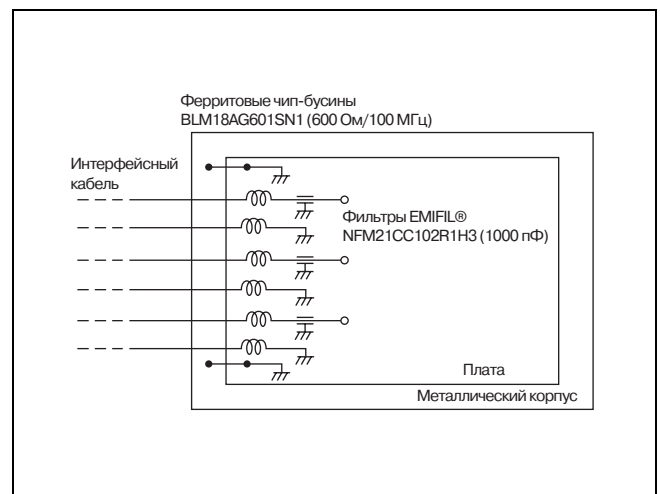 Ферритовые чип-бусины
BLM18AG601SN1 (600 Ом/100 МГц)
Интерфейсный
кабель
Фильтры EMIFIL®
NFM21CC102R1H3 (1000 пФ)
Плата
Металлический корпус